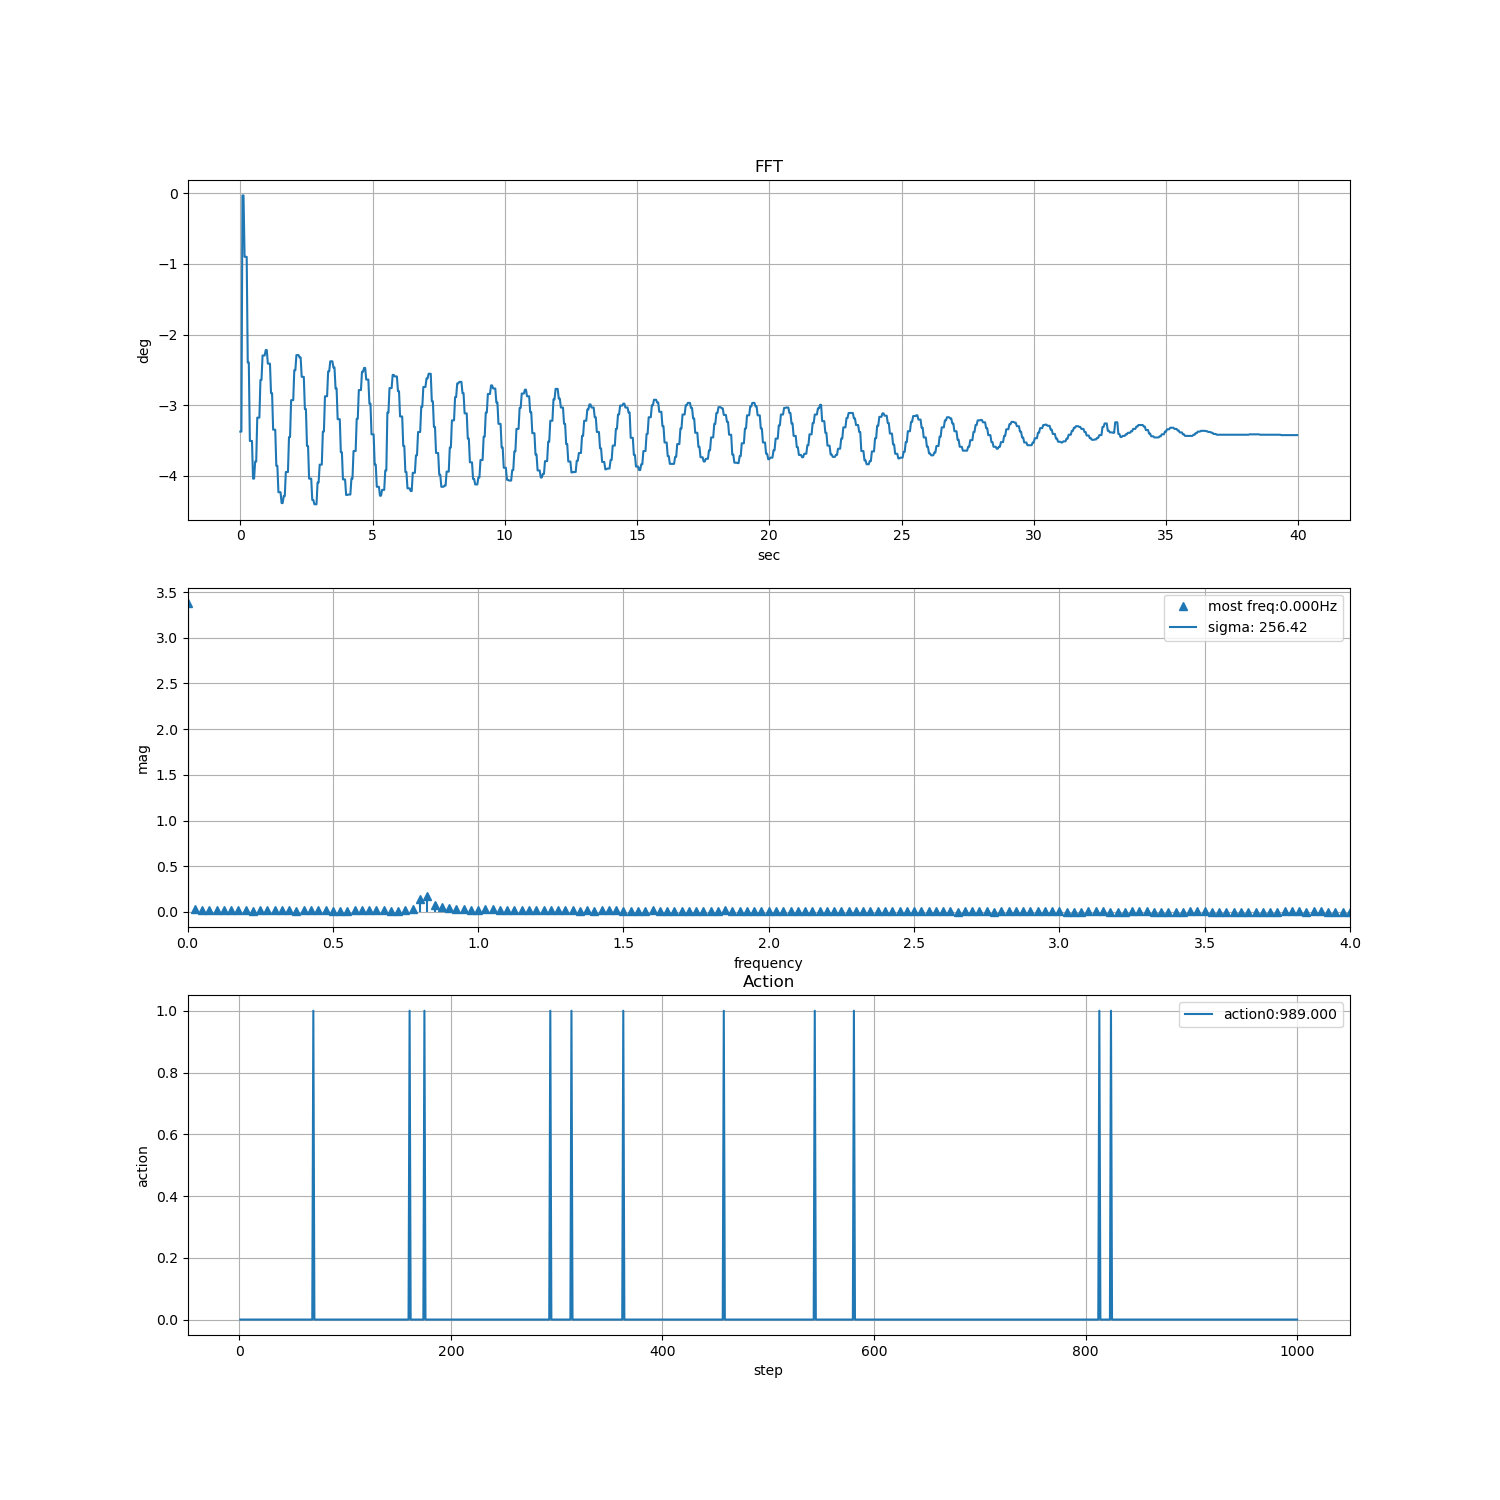 FFT
0
−1
−2
−3
−4
deg
0 5 10 15 20 25 30 35 40
sec
3.5
3.0
2.5
2.0
1.5
1.0
0.5
0.0
mag
most freq:0.000Hz
sigma: 256.42
0.0 0.5 1.0 1.5 2.0 2.5 3.0 3.5 4.0
frequency
Action
1.0
0.8
0.6
0.4
0.2
0.0
action
action0:989.000
0 200 400 600 800 1000
step